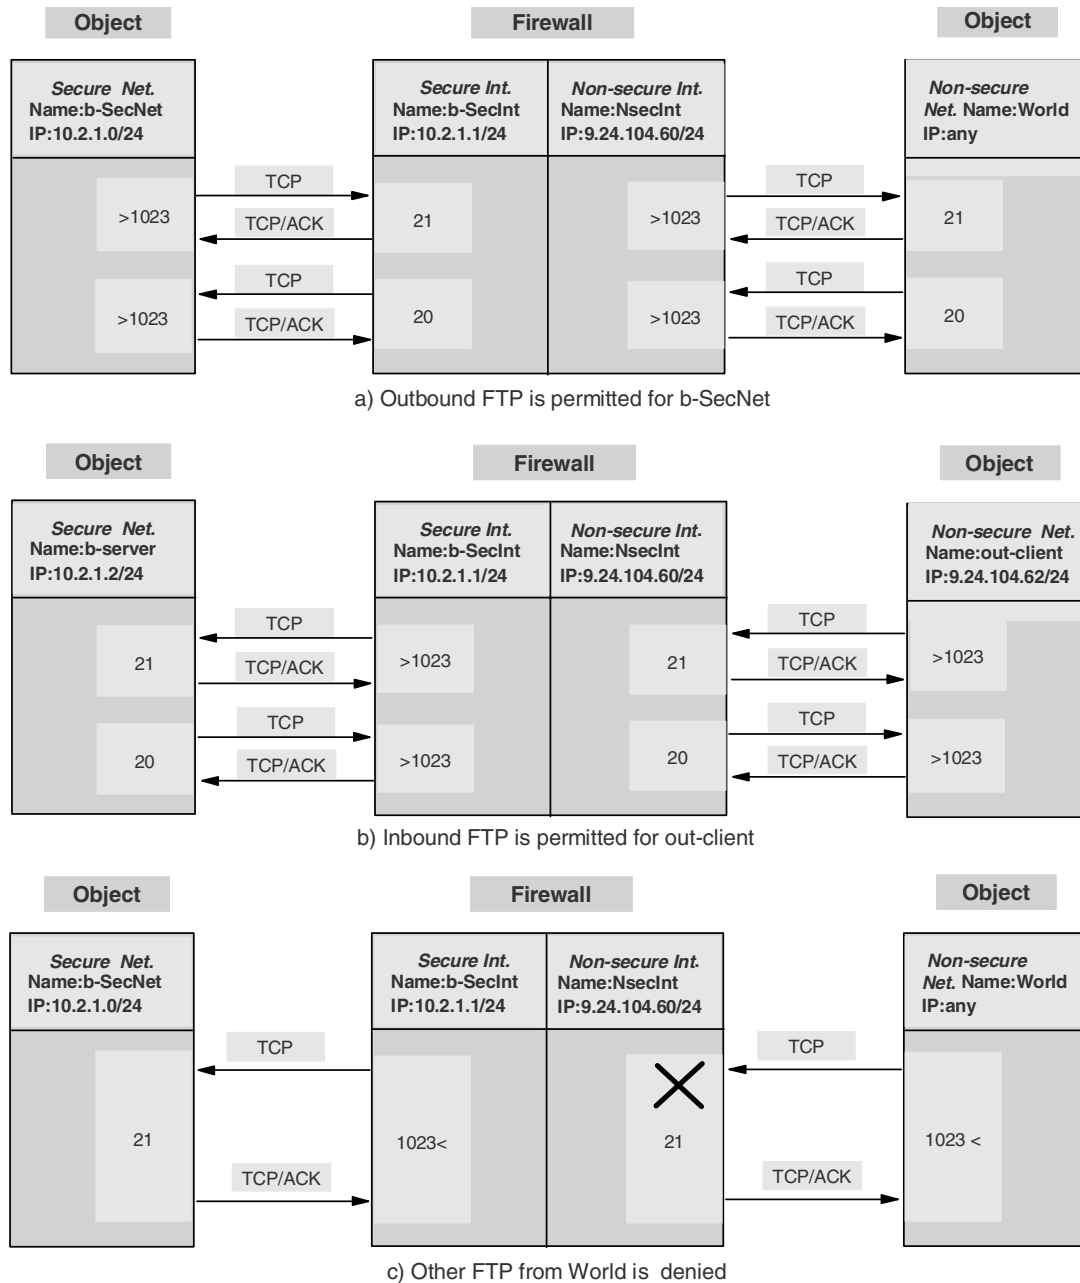 Object
Firewall
Object
Secure Net.
Name:b-SecNet
IP:10.2.1.0/24
Secure Int.
Name:b-SecInt
IP:10.2.1.1/24
Non-secure Int.
Name:NsecInt
IP:9.24.104.60/24
Non-secure
Net. Name:World
IP:any
>1023
TCP
TCP/ACK
21
>1023
TCP
TCP/ACK
21
>1023
TCP
TCP/ACK
20
>1023
TCP
TCP/ACK
20
a) Outbound FTP is permitted for b-SecNet
Object
Firewall
Object
Secure Net.
Name:b-server
IP:10.2.1.2/24
Secure Int.
Name:b-SecInt
IP:10.2.1.1/24
Non-secure Int.
Name:NsecInt
IP:9.24.104.60/24
Non-secure Net.
Name:out-client
IP:9.24.104.62/24
21
TCP
TCP/ACK
>1023
21
TCP
TCP/ACK
>1023
20
TCP
TCP/ACK
>1023
20
TCP
TCP/ACK
>1023
b) Inbound FTP is permitted for out-client
Object
Firewall
Object
Secure Net.
Name:b-SecNet
IP:10.2.1.0/24
Secure Int.
Name:b-SecInt
IP:10.2.1.1/24
Non-secure Int.
Name:NsecInt
IP:9.24.104.60/24
Non-secure
Net. Name:World
IP:any
TCP
TCP
21
1023<
21
1023 <
TCP/ACK
TCP/ACK
c) Other FTP from World is denied